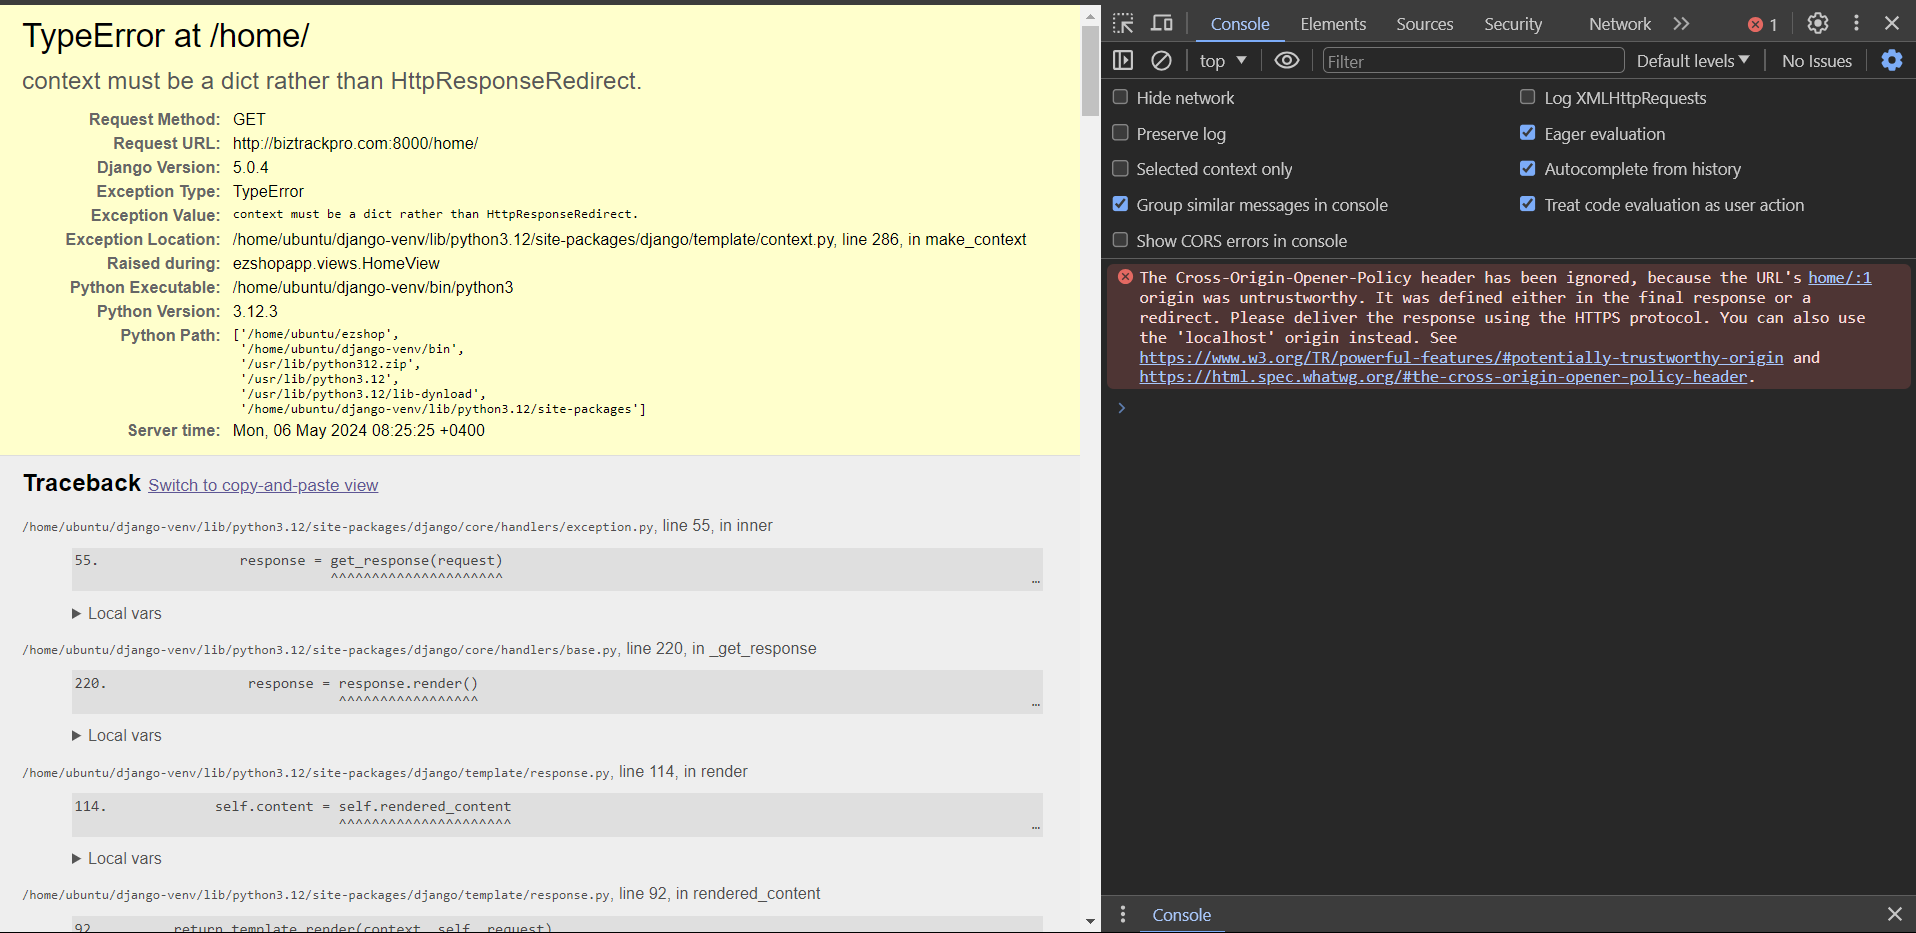 TypeError at /home/
context must be a dict rather than HttpResponseRedirect.
Request Method: GET
Request URL: http://biztrackpro.com:8000/home/
Django Version: 5.0.4
Exception Type: TypeError
Exception Value: context must be a dict rather than HttpResponseRedirect.
Exception Location: /home/ubuntu/django-venv/lib/python3.12/site-packages/django/template/context.py, line 286, in make_context
Raised during: ezshopapp.views.HomeView
Python Executable: /home/ubuntu/django-venv/bin/python3
Python Version: 3.12.3
Python Path: ['/home/ubuntu/ezshop',
'/home/ubuntu/django-venv/bin',
'/usr/lib/python312.zip',
'/usr/lib/python3.12',
'/usr/lib/python3.12/lib-dynload',
'/home/ubuntu/django-venv/lib/python3.12/site-packages']
Server time: Mon, 06 May 2024 08:25:25 +0400
Traceback Switch to copy-and-paste view
/home/ubuntu/django-venv/lib/python3.12/site-packages/django/core/handlers/exception.py, line 55, in inner
55. response = get_response(request)
^^^^^^^^^^^^^^^^^^^^^ …
▶ Local vars
/home/ubuntu/django-venv/lib/python3.12/site-packages/django/core/handlers/base.py, line 220, in _get_response
220. response = response.render()
^^^^^^^^^^^^^^^^^ …
▶ Local vars
/home/ubuntu/django-venv/lib/python3.12/site-packages/django/template/response.py, line 114, in render
114. self.content = self.rendered_content
^^^^^^^^^^^^^^^^^^^^^ …
▶ Local vars
/home/ubuntu/django-venv/lib/python3.12/site-packages/django/template/response.py, line 92, in rendered_content
92. return template.render(context, self._request)
Console Elements Sources Security Network 1
top Filter Default levels No Issues
Hide network Log XMLHttpRequests
Preserve log Eager evaluation
Selected context only Autocomplete from history
Group similar messages in console Treat code evaluation as user action
Show CORS errors in console
The Cross-Origin-Opener-Policy header has been ignored, because the URL's home/:1
origin was untrustworthy. It was defined either in the final response or a
redirect. Please deliver the response using the HTTPS protocol. You can also use
the 'localhost' origin instead. See
https://www.w3.org/TR/powerful-features/#potentially-trustworthy-origin and
https://html.spec.whatwg.org/#the-cross-origin-opener-policy-header.
Console